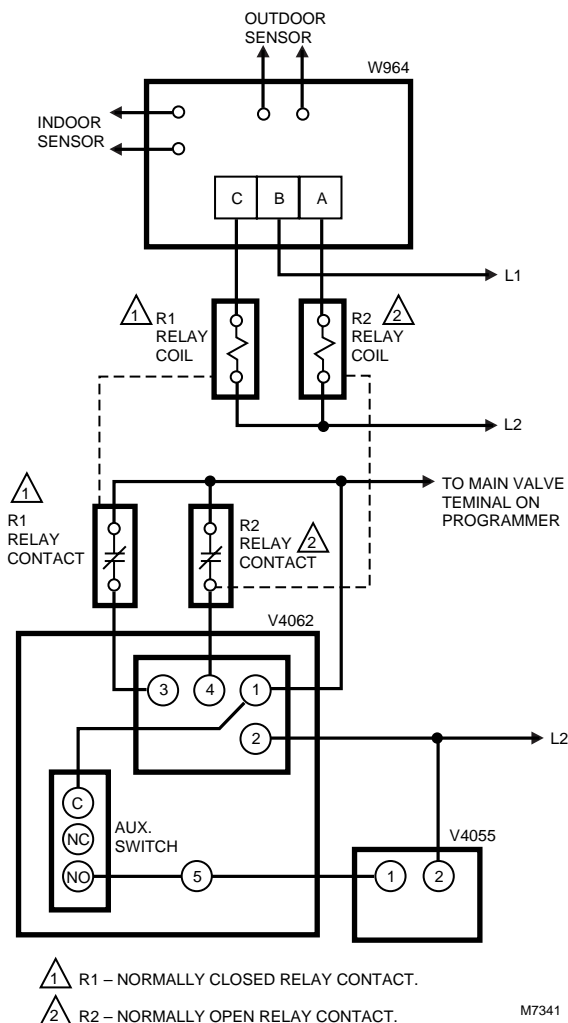 OUTDOOR
SENSOR
W964
INDOOR
SENSOR
C B A
L1
1 R1
RELAY
COIL
R2 2
RELAY
COIL
L2
1
R1
RELAY
CONTACT
R2
RELAY 2
CONTACT
TO MAIN VALVE
TEMINAL ON
PROGRAMMER
V4062
3 4 1
2
L2
C
NC
NO
AUX.
SWITCH
5
V4055
1 2
1 R1 – NORMALLY CLOSED RELAY CONTACT.
2 R2 – NORMALLY OPEN RELAY CONTACT.
M7341